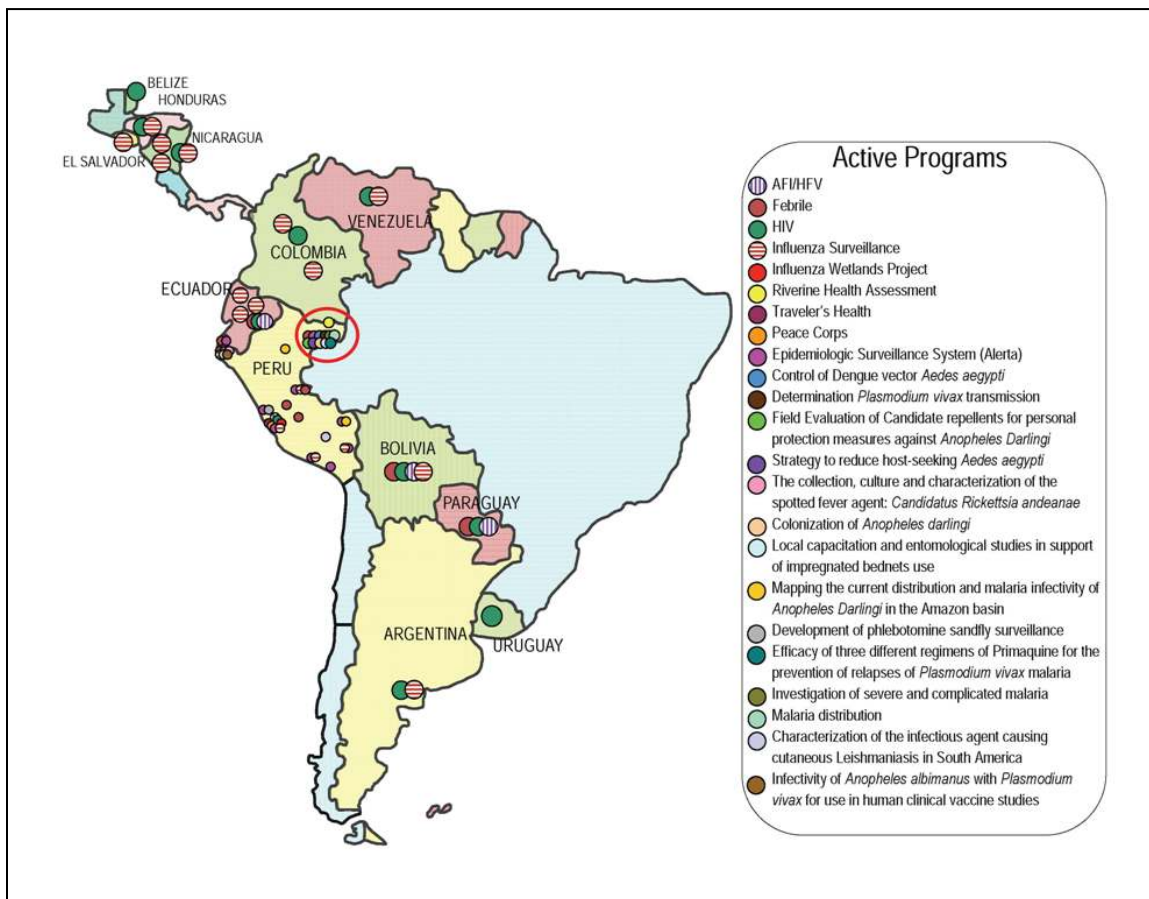 BELIZE
HONDURAS
NICARAGUA
EL SALVADOR
VENEZUELA
COLOMBIA
ECUADOR
PERU
BOLIVIA
PARAGUAY
ARGENTINA
URUGUAY
Active Programs
AFI/HFV
Febrile
HIV
Influenza Surveillance
Influenza Wetlands Project
Riverine Health Assessment
Traveler's Health
Peace Corps
Epidemiologic Surveillance System (Alerta)
Control of Dengue vector Aedes aegypti
Determination Plasmodium vivax transmission
Field Evaluation of Candidate repellents for personal
protection measures against Anopheles Darlingi
Strategy to reduce host-seeking Aedes aegypti
The collection, culture and characterization of the
spotted fever agent: Candidatus Rickettsia andeanae
Colonization of Anopheles darlingi
Local capacitation and entomological studies in support
of impregnated bednets use
Mapping the current distribution and malaria infectivity of
Anopheles Darlingi in the Amazon basin
Development of phlebotomine sandfly surveillance
Efficacy of three different regimens of Primaquine for the
prevention of relapses of Plasmodium vivax malaria
Investigation of severe and complicated malaria
Malaria distribution
Characterization of the infectious agent causing
cutaneous Leishmaniasis in South America
Infectivity of Anopheles albimanus with Plasmodium
vivax for use in human clinical vaccine studies